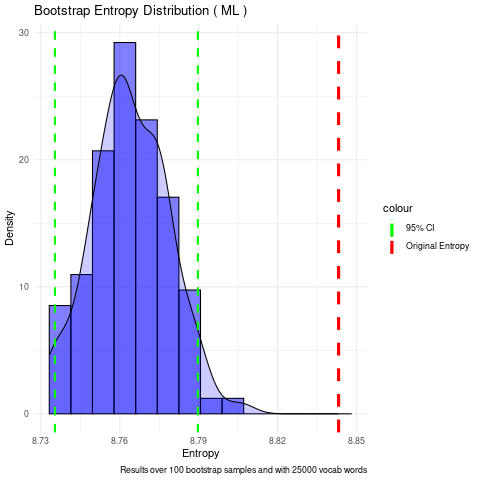 Bootstrap Entropy Distribution ( ML )
30
20
10
0
Density
8.73 8.76 8.79 8.82 8.85
Entropy
colour
95% CI
Original Entropy
Results over 100 bootstrap samples and with 25000 vocab words